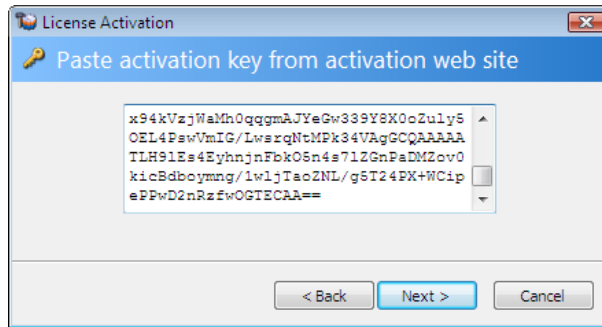 License Activation
Paste activation key from activation web site
x94kVzjWaMh0qqgmAJYeGw339Y8X0oZuly5
OEL4PswVmIG/LwsrqNtMPk34VAgGCQAAAAA
TLH9lEs4EyhnjnFbkO5n4s7lZGnPaDMZov0
kicBdboymng/1wljTaoZNL/g5T24PX+WCip
ePPwD2nRzfwOGTECAA==
< Back
Next >
Cancel